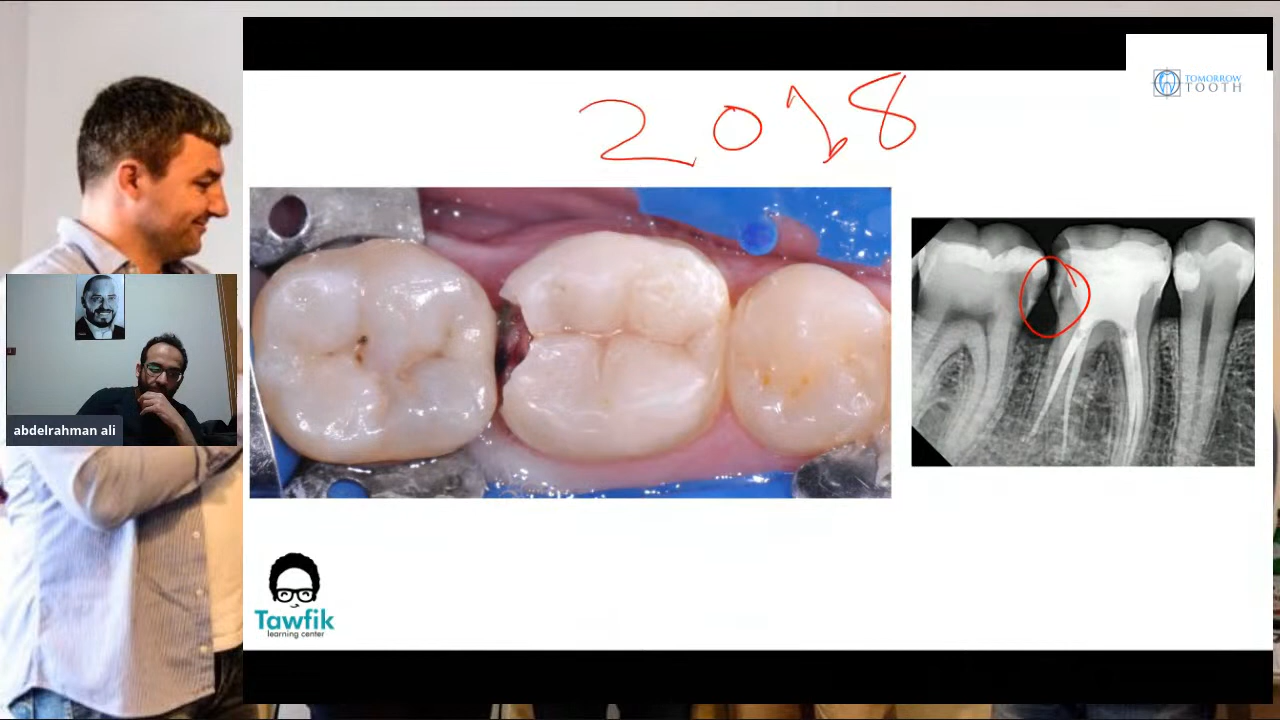 TOMORROW
TOOTH
2018
abdelrahman ali
Tawfik
learning center